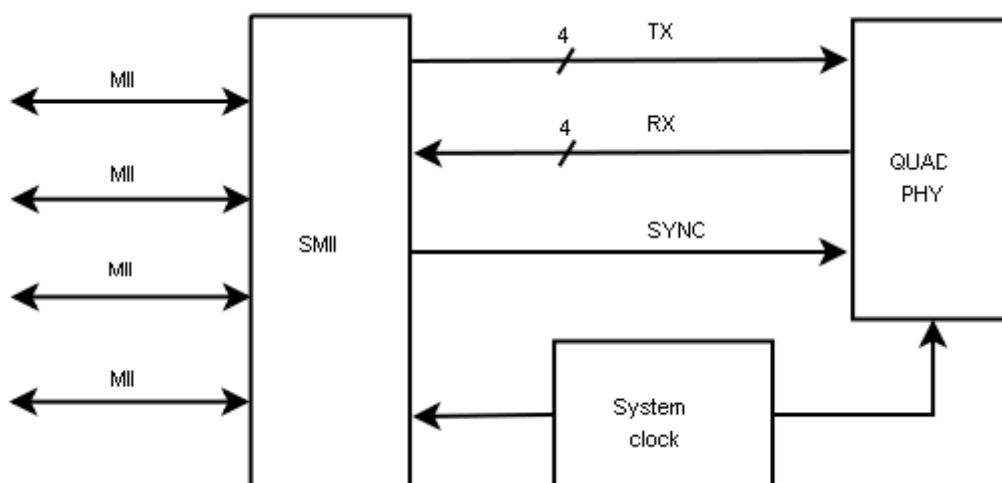 4 TX
MII
4 RX
QUAD
PHY
MII
SMII
SYNC
MII
MII
System
clock